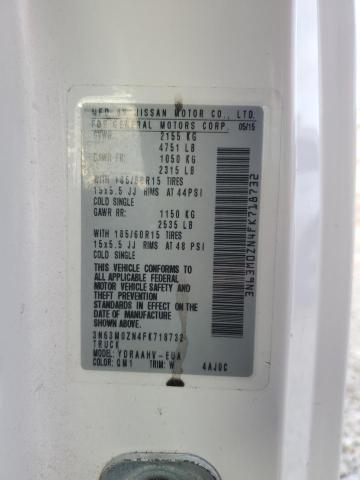 MFD BY NISSAN MOTOR CO., LTD.
FOR GENERAL MOTORS CORP. 05/15
GVWR 2155 KG
4751 LB
GAWR FR: 1050 KG
2315 LB
WITH 185/60R15 TIRES
15x5.5 JJ RIMS AT 44PSI
COLD SINGLE
GAWR RR: 1150 KG
2535 LB
WITH 185/60R15 TIRES
15x5.5 JJ RIMS AT 48 PSI
COLD SINGLE
THIS VEHICLE CONFORMS TO
ALL APPLICABLE FEDERAL
MOTOR VEHICLE SAFETY
STANDARDS IN EFFECT ON
THE DATE OF MANUFACTURE
SHOWN ABOVE.
3N63M0ZN4FK718732
TRUCK
MODEL: YDRAAHV-EUA
COLOR: QM1 TRIM: W 4AJ0C
3N63M0ZN4FK718732